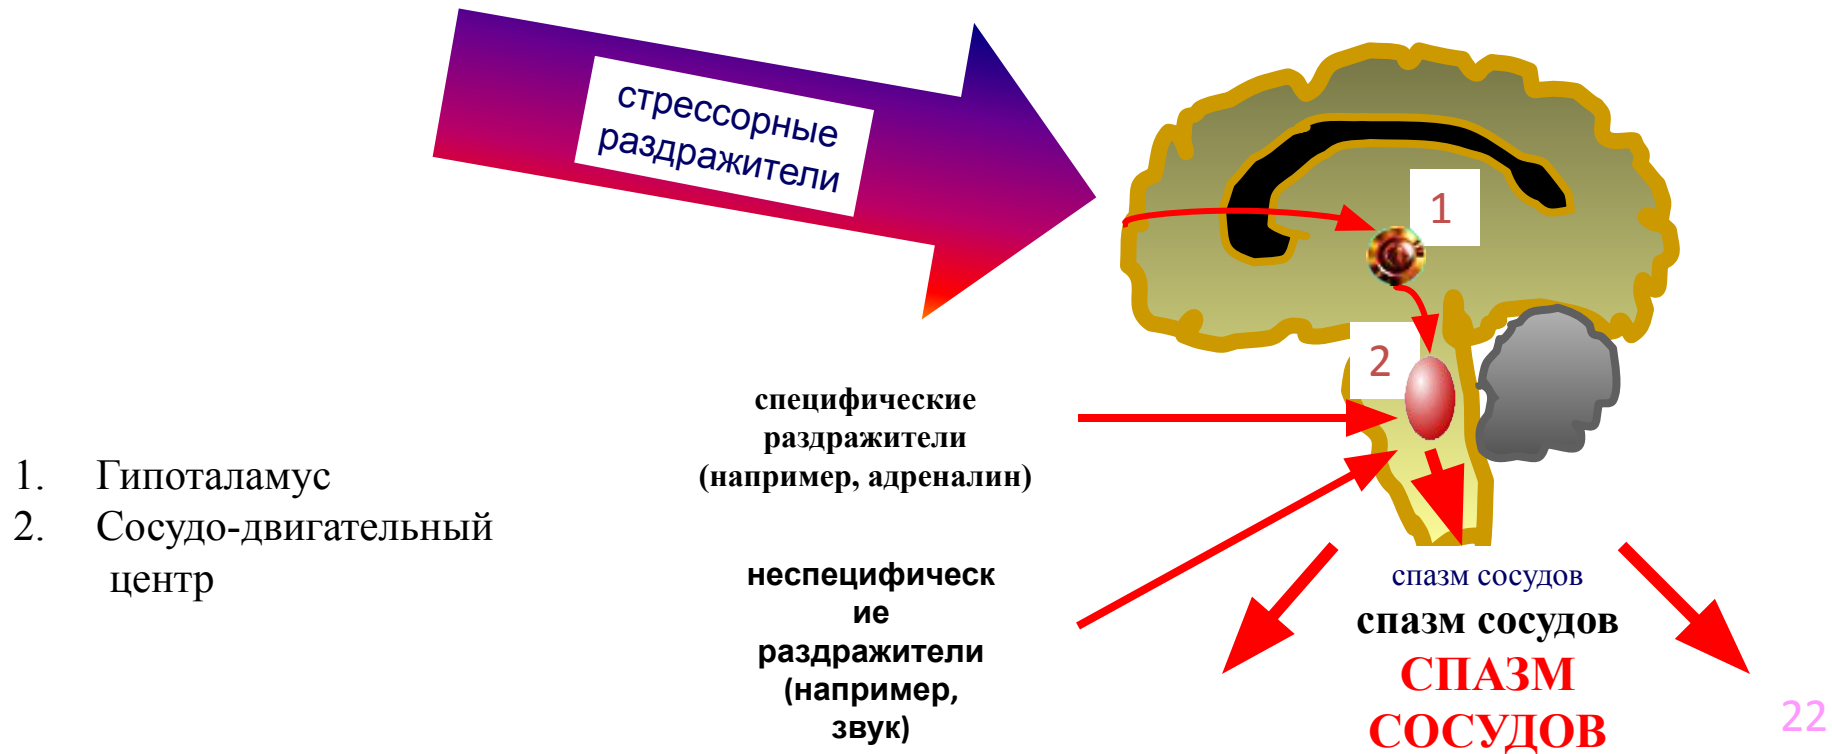 стрессорные
раздражители
1
2
специфические
раздражители
(например, адреналин)
1. Гипоталамус
2. Сосудо-двигательный
центр
неспецифическ
ие
раздражители
(например,
звук)
спазм сосудов
спазм сосудов
СПАЗМ
СОСУДОВ
22